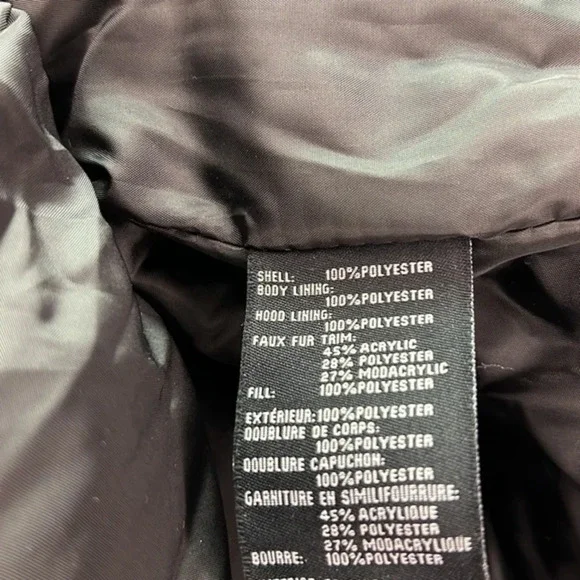 SHELL: 100%POLYESTER
BODY LINING:
100%POLYESTER
HOOD LINING:
100%POLYESTER
FAUX FUR TRIM:
45% ACRYLIC
28% POLYESTER
27% MODACRYLIC
FILL: 100%POLYESTER
EXTÉRIEUR:100%POLYESTER
DOUBLURE DE CORPS:
100%POLYESTER
DOUBLURE CAPUCHON:
100%POLYESTER
GARNITURE EN SIMILIFOURRURE:
45% ACRYLIQUE
28% POLYESTER
27% MODACRYLIQUE
BOURRE: 100%POLYESTER